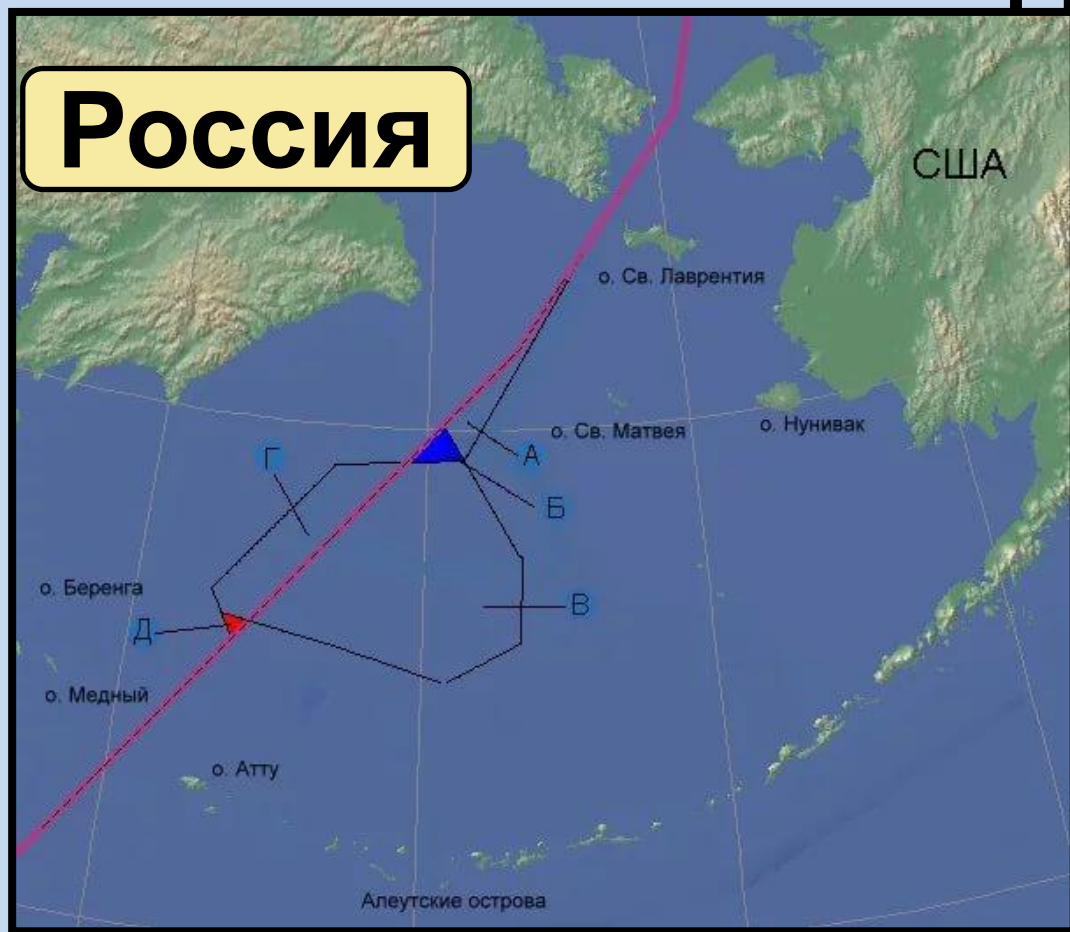 Россия
США
о. Св. Лаврентия
о. Св. Матвея
о. Нунивак
А
Г
Б
о. Беренга
В
Д
о. Медный
о. Атту
Алеутские острова